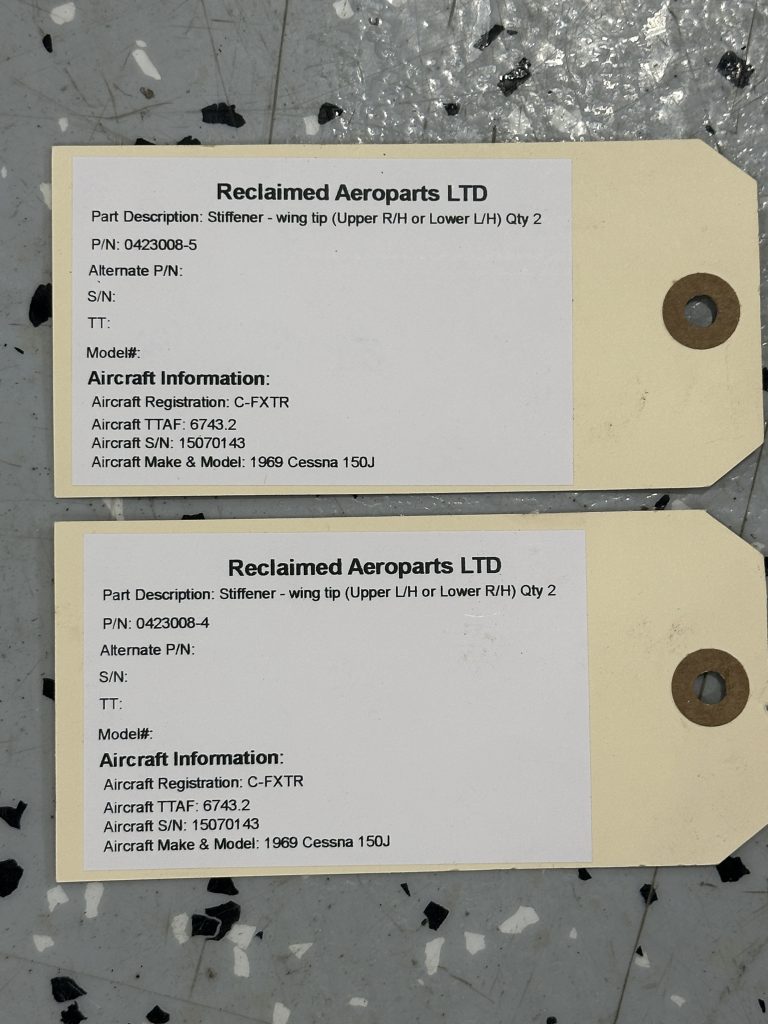 Reclaimed Aeroparts LTD
Part Description: Stiffener - wing tip (Upper R/H or Lower L/H) Qty 2
P/N: 0423008-5
Alternate P/N:
S/N:
TT:
Model#:
Aircraft Information:
Aircraft Registration: C-FXTR
Aircraft TTAF: 6743.2
Aircraft S/N: 15070143
Aircraft Make & Model: 1969 Cessna 150J
Reclaimed Aeroparts LTD
Part Description: Stiffener - wing tip (Upper L/H or Lower R/H) Qty 2
P/N: 0423008-4
Alternate P/N:
S/N:
TT:
Model#:
Aircraft Information:
Aircraft Registration: C-FXTR
Aircraft TTAF: 6743.2
Aircraft S/N: 15070143
Aircraft Make & Model: 1969 Cessna 150J